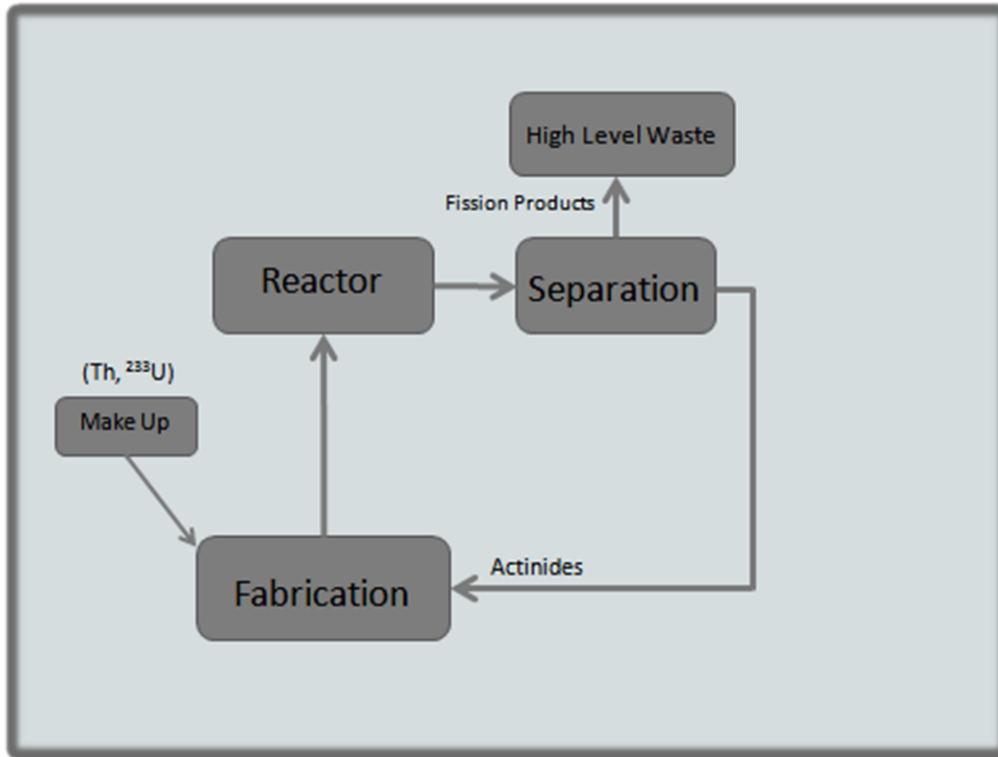 High Level Waste
Fission Products
Reactor
Separation
(Th, ²³³U)
Make Up
Actinides
Fabrication